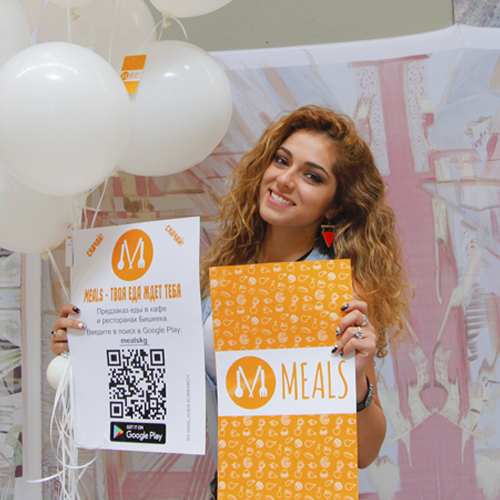 СКАЧАЙ!
СКАЧАЙ!
M
MEALS - ТВОЯ ЕДА ЖДЕТ ТЕБЯ
Предзаказ еды в кафе
и ресторанах Бишкека.
Введите в поиск в Google Play:
mealskg
GET IT ON
Google Play
M MEALS